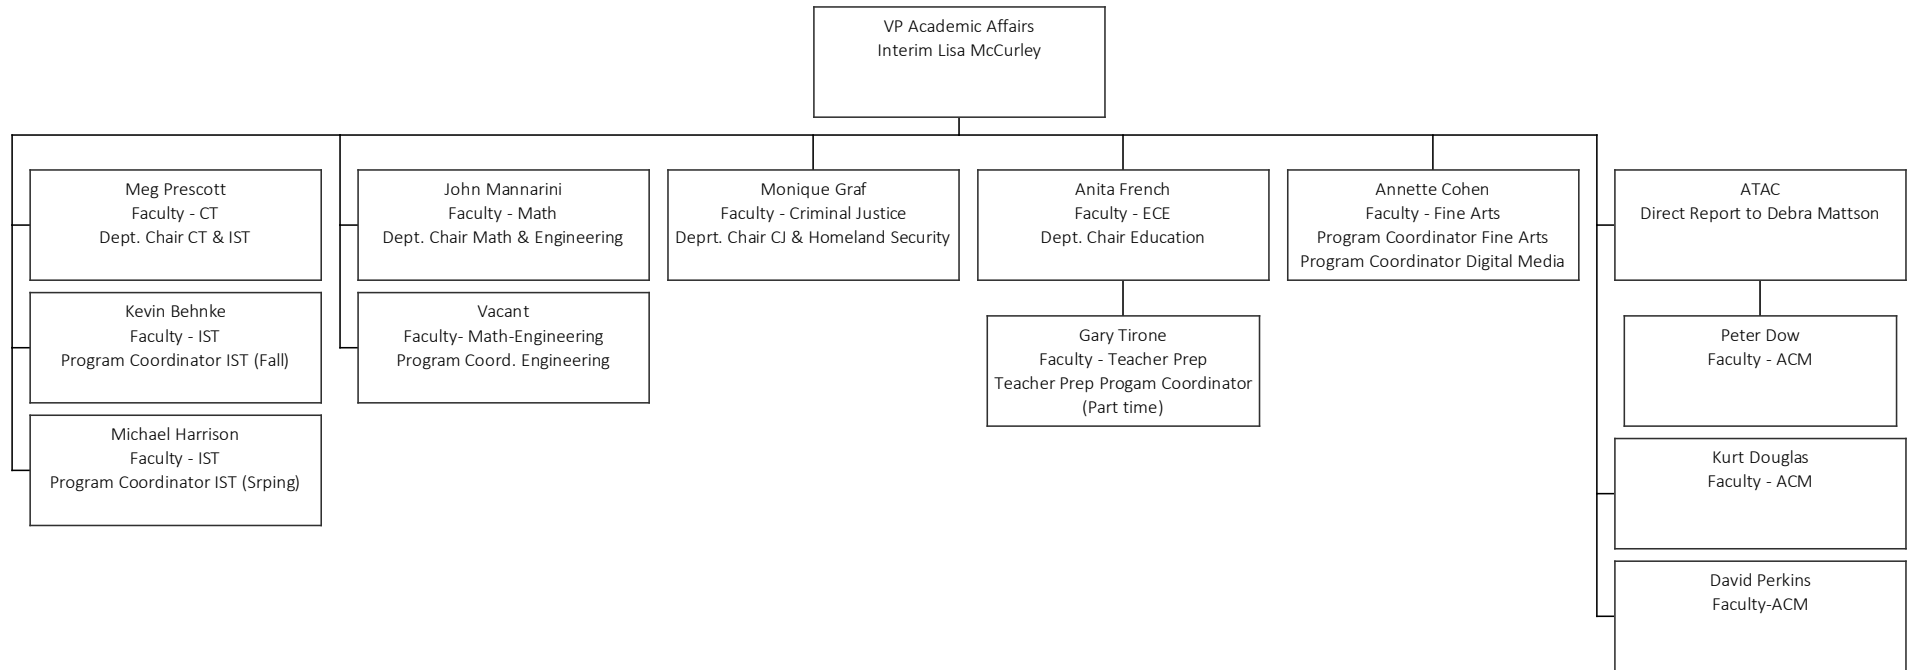 VP Academic Affairs
Interim Lisa McCurley
Meg Prescott
Faculty - CT
Dept. Chair CT & IST
John Mannarini
Faculty - Math
Dept. Chair Math & Engineering
Monique Graf
Faculty - Criminal Justice
Deprt. Chair CJ & Homeland Security
Anita French
Faculty - ECE
Dept. Chair Education
Annette Cohen
Faculty - Fine Arts
Program Coordinator Fine Arts
Program Coordinator Digital Media
ATAC
Direct Report to Debra Mattson
Kevin Behnke
Faculty - IST
Program Coordinator IST (Fall)
Vacant
Faculty- Math-Engineering
Program Coord. Engineering
Gary Tirone
Faculty - Teacher Prep
Teacher Prep Progam Coordinator
(Part time)
Peter Dow
Faculty - ACM
Michael Harrison
Faculty - IST
Program Coordinator IST (Srping)
Kurt Douglas
Faculty - ACM
David Perkins
Faculty-ACM